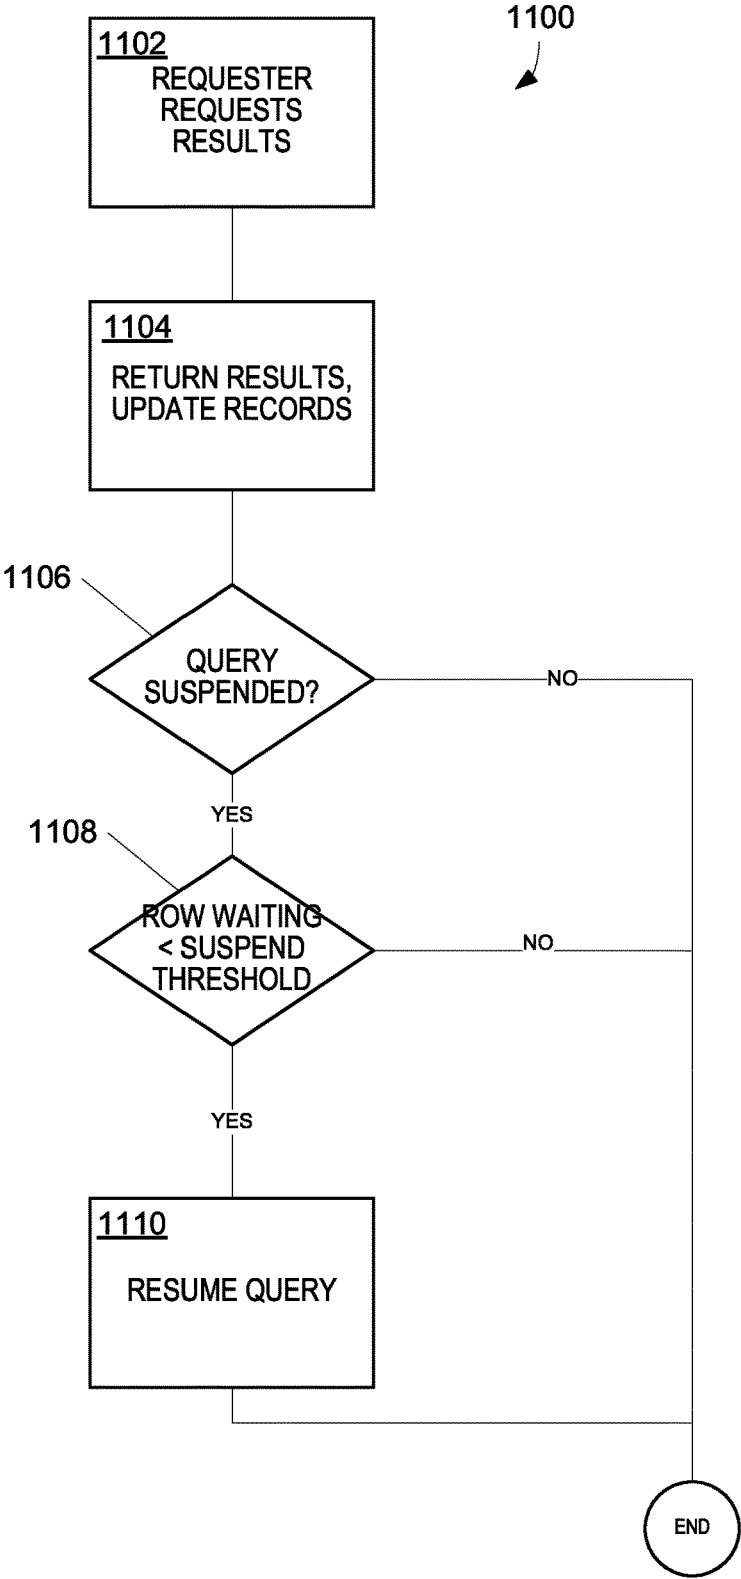 1100
1102
REQUESTER
REQUESTS
RESULTS
1104
RETURN RESULTS,
UPDATE RECORDS
1106
QUERY
SUSPENDED?
NO
YES
1108
ROW WAITING
< SUSPEND
THRESHOLD
NO
YES
1110
RESUME QUERY
END